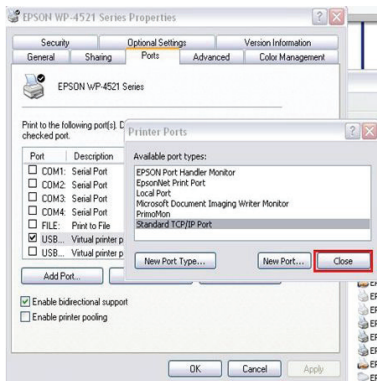 EPSON WP-4521 Series Properties
Security Optional Settings Version Information
General Sharing Ports Advanced Color Management
EPSON WP-4521 Series
Print to the following port(s).
checked port.
Port Description
COM1: Serial Port
COM2: Serial Port
COM3: Serial Port
COM4: Serial Port
FILE: Print to File
USB... Virtual printer p
USB... Virtual printer p
Add Port...
Enable bidirectional support
Enable printer pooling
OK Cancel Apply
Printer Ports
Available port types:
EPSON Port Handler Monitor
EpsonNet Print Port
Local Port
Microsoft Document Imaging Writer Monitor
PrimoMon
Standard TCP/IP Port
New Port Type... New Port... Close